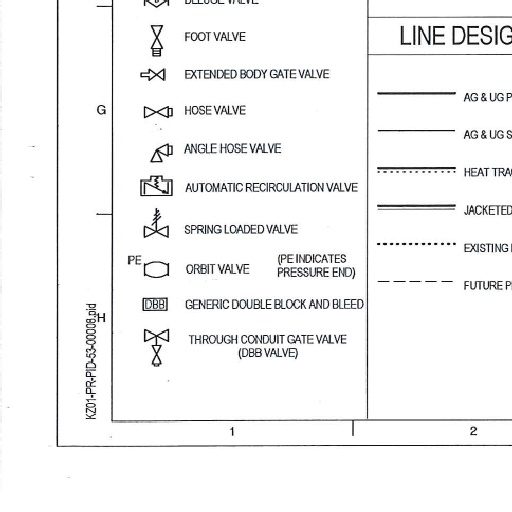 DELUGE VALVE
FOOT VALVE
EXTENDED BODY GATE VALVE
G
HOSE VALVE
ANGLE HOSE VALVE
AUTOMATIC RECIRCULATION VALVE
SPRING LOADED VALVE
PE
ORBIT VALVE
(PE INDICATES
PRESSURE END)
DBB
GENERIC DOUBLE BLOCK AND BLEED
H
THROUGH CONDUIT GATE VALVE
(DBB VALVE)
KZ01-PR-PID-53-00008.pid
1
2
LINE DESIG
AG & UG P
AG & UG S
HEAT TRA
JACKETED
EXISTING
FUTURE P